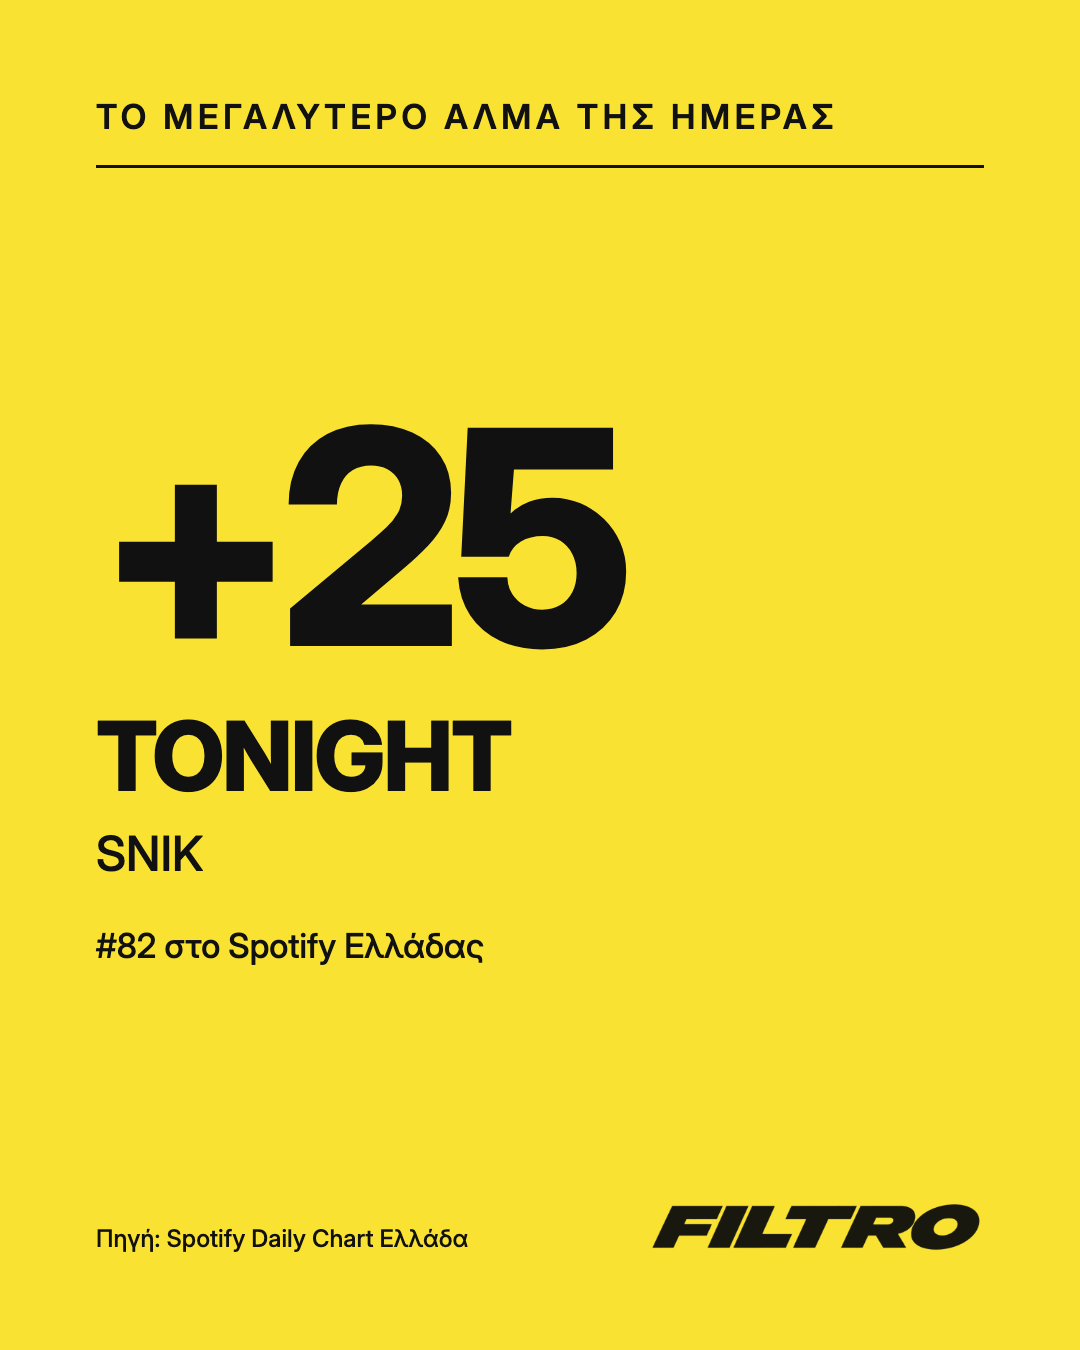 ΤΟ ΜΕΓΑΛΥΤΕΡΟ ΑΛΜΑ ΤΗΣ ΗΜΕΡΑΣ
+25
TONIGHT
SNIK
#82 στο Spotify Ελλάδας
Πηγή: Spotify Daily Chart Ελλάδα
FILTRO